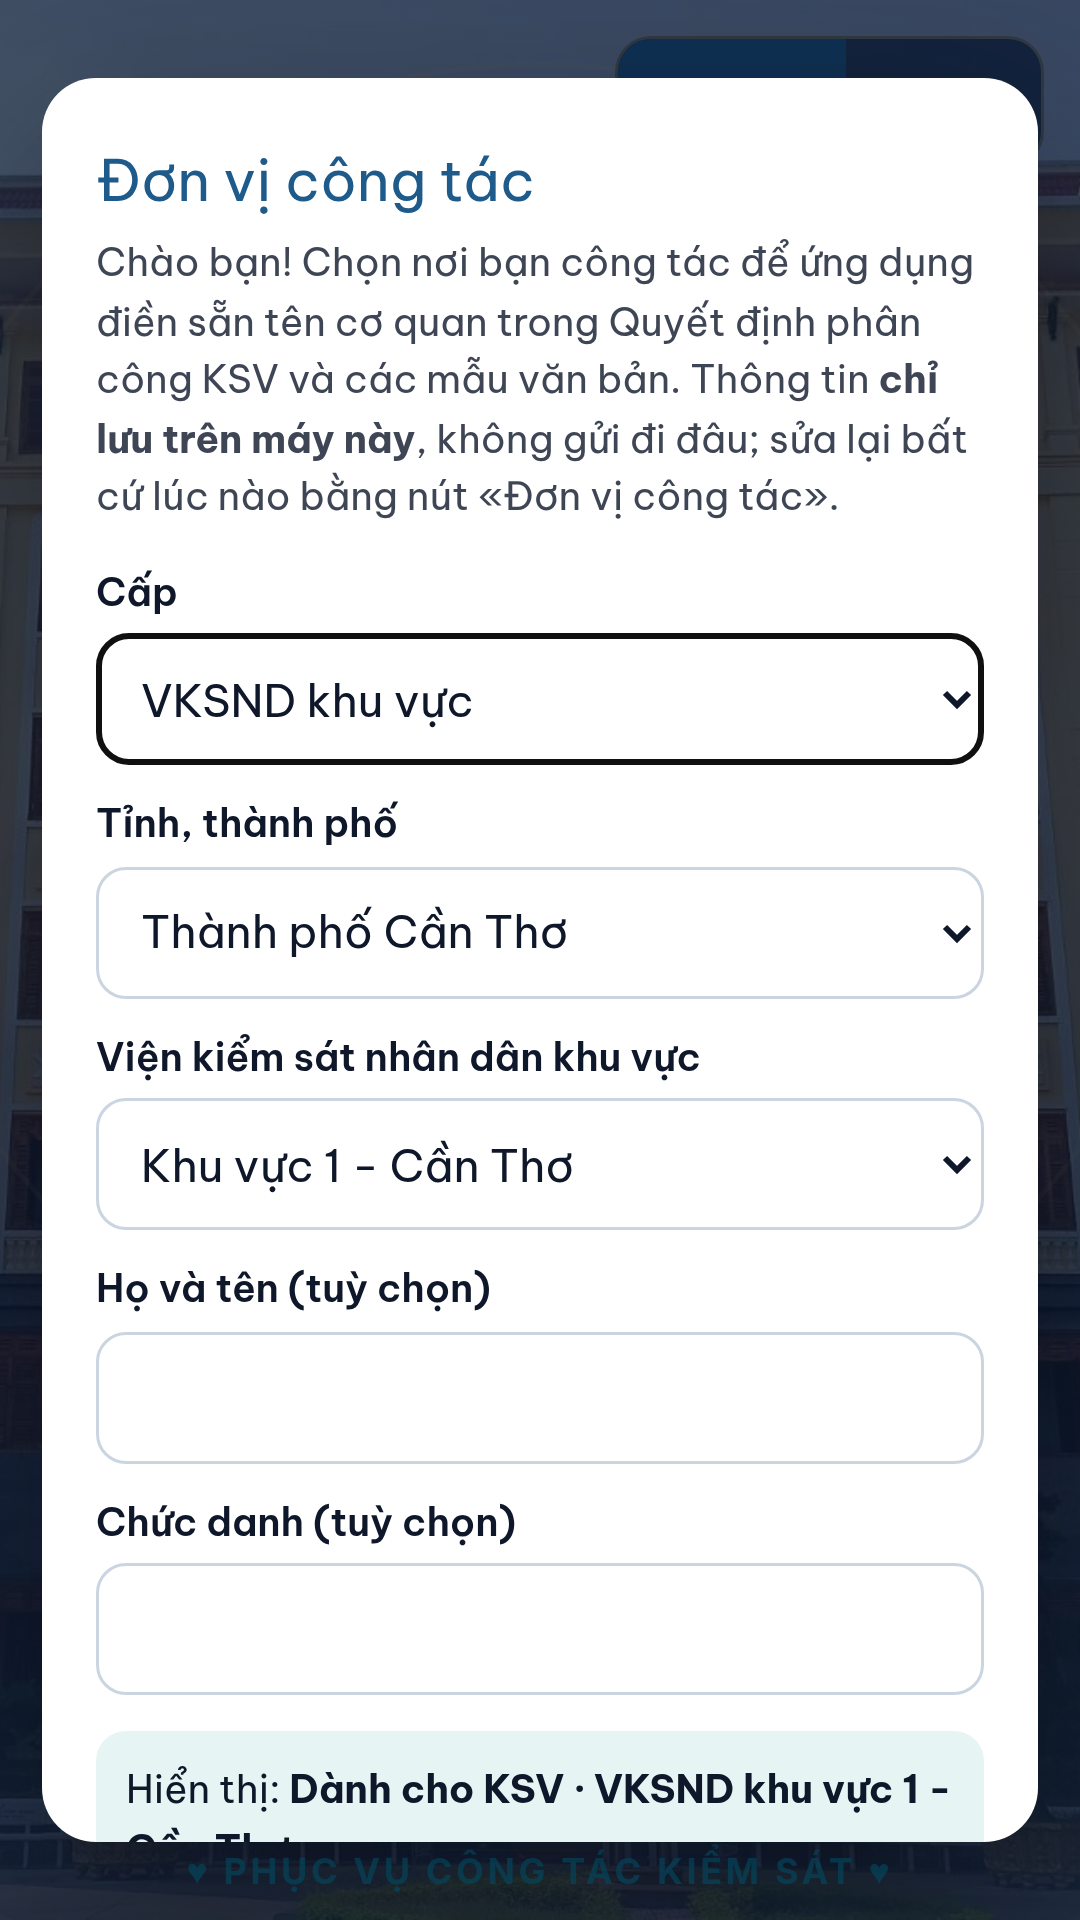 Đơn vị công tác
Chào bạn! Chọn nơi bạn công tác để ứng dụng
điền sẵn tên cơ quan trong Quyết định phân
công KSV và các mẫu văn bản. Thông tin chỉ
lưu trên máy này, không gửi đi đâu; sửa lại bất
cứ lúc nào bằng nút «Đơn vị công tác».
Cấp
VKSND khu vực
Tỉnh, thành phố
Thành phố Cần Thơ
Viện kiểm sát nhân dân khu vực
Khu vực 1 - Cần Thơ
Họ và tên (tuỳ chọn)
Chức danh (tuỳ chọn)
Hiển thị: Dành cho KSV · VKSND khu vực 1 -
Cần Thơ
♥ PHỤC VỤ CÔNG TÁC KIỂM SÁT ♥